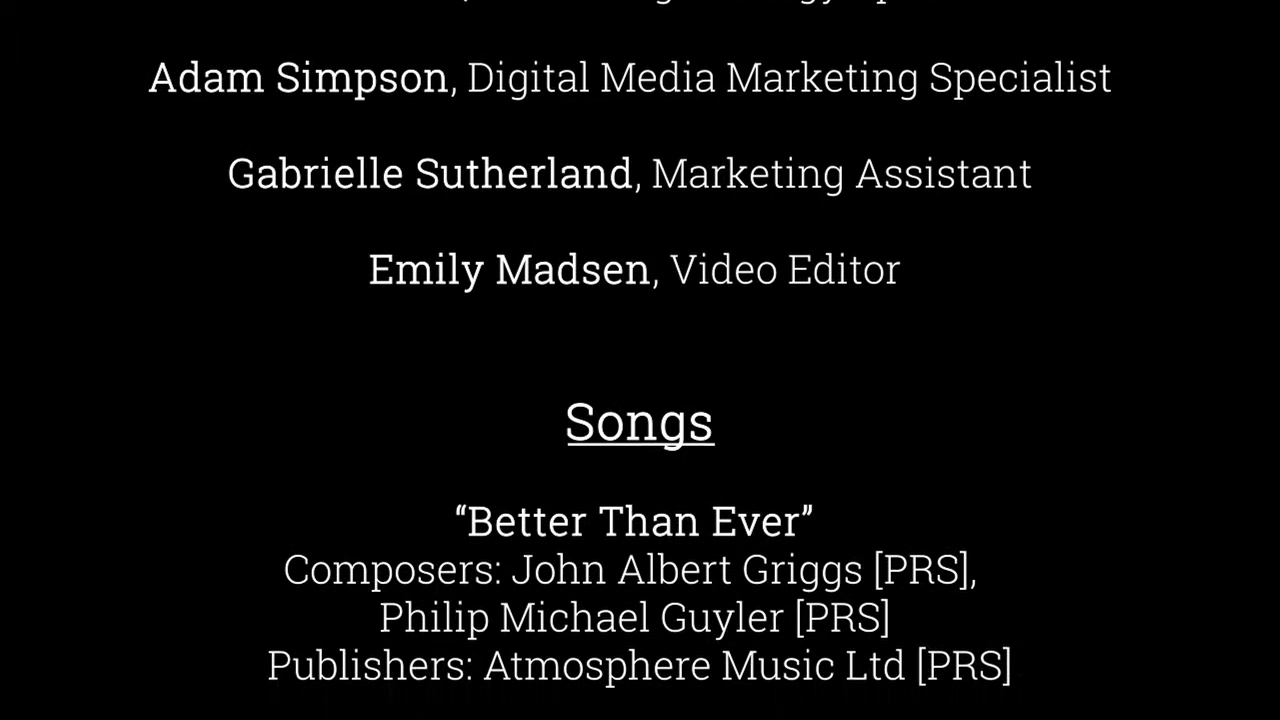 Adam Simpson, Digital Media Marketing Specialist
Gabrielle Sutherland, Marketing Assistant
Emily Madsen, Video Editor
Songs
“Better Than Ever”
Composers: John Albert Griggs [PRS],
Philip Michael Guyler [PRS]
Publishers: Atmosphere Music Ltd [PRS]